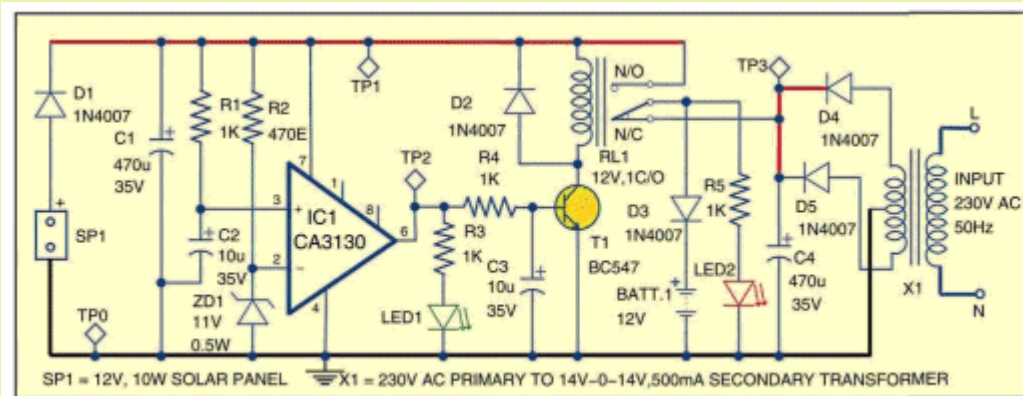 D1
1N4007
SP1
TP0
C1
470u
35V
R1
1K
R2
470E
C2
10u
35V
ZD1
11V
0.5W
TP1
IC1
CA3130
7
1
8
3
2
6
4
+
−
TP2
R4
1K
R3
1K
LED1
C3
10u
35V
D2
1N4007
N/O
N/C
RL1
12V,1C/O
T1
BC547
D3
1N4007
BATT.1
12V
R5
1K
LED2
TP3
D4
1N4007
D5
1N4007
C4
470u
35V
X1
L
INPUT
230V AC
50Hz
N
SP1 = 12V, 10W SOLAR PANEL
X1 = 230V AC PRIMARY TO 14V-0-14V,500mA SECONDARY TRANSFORMER